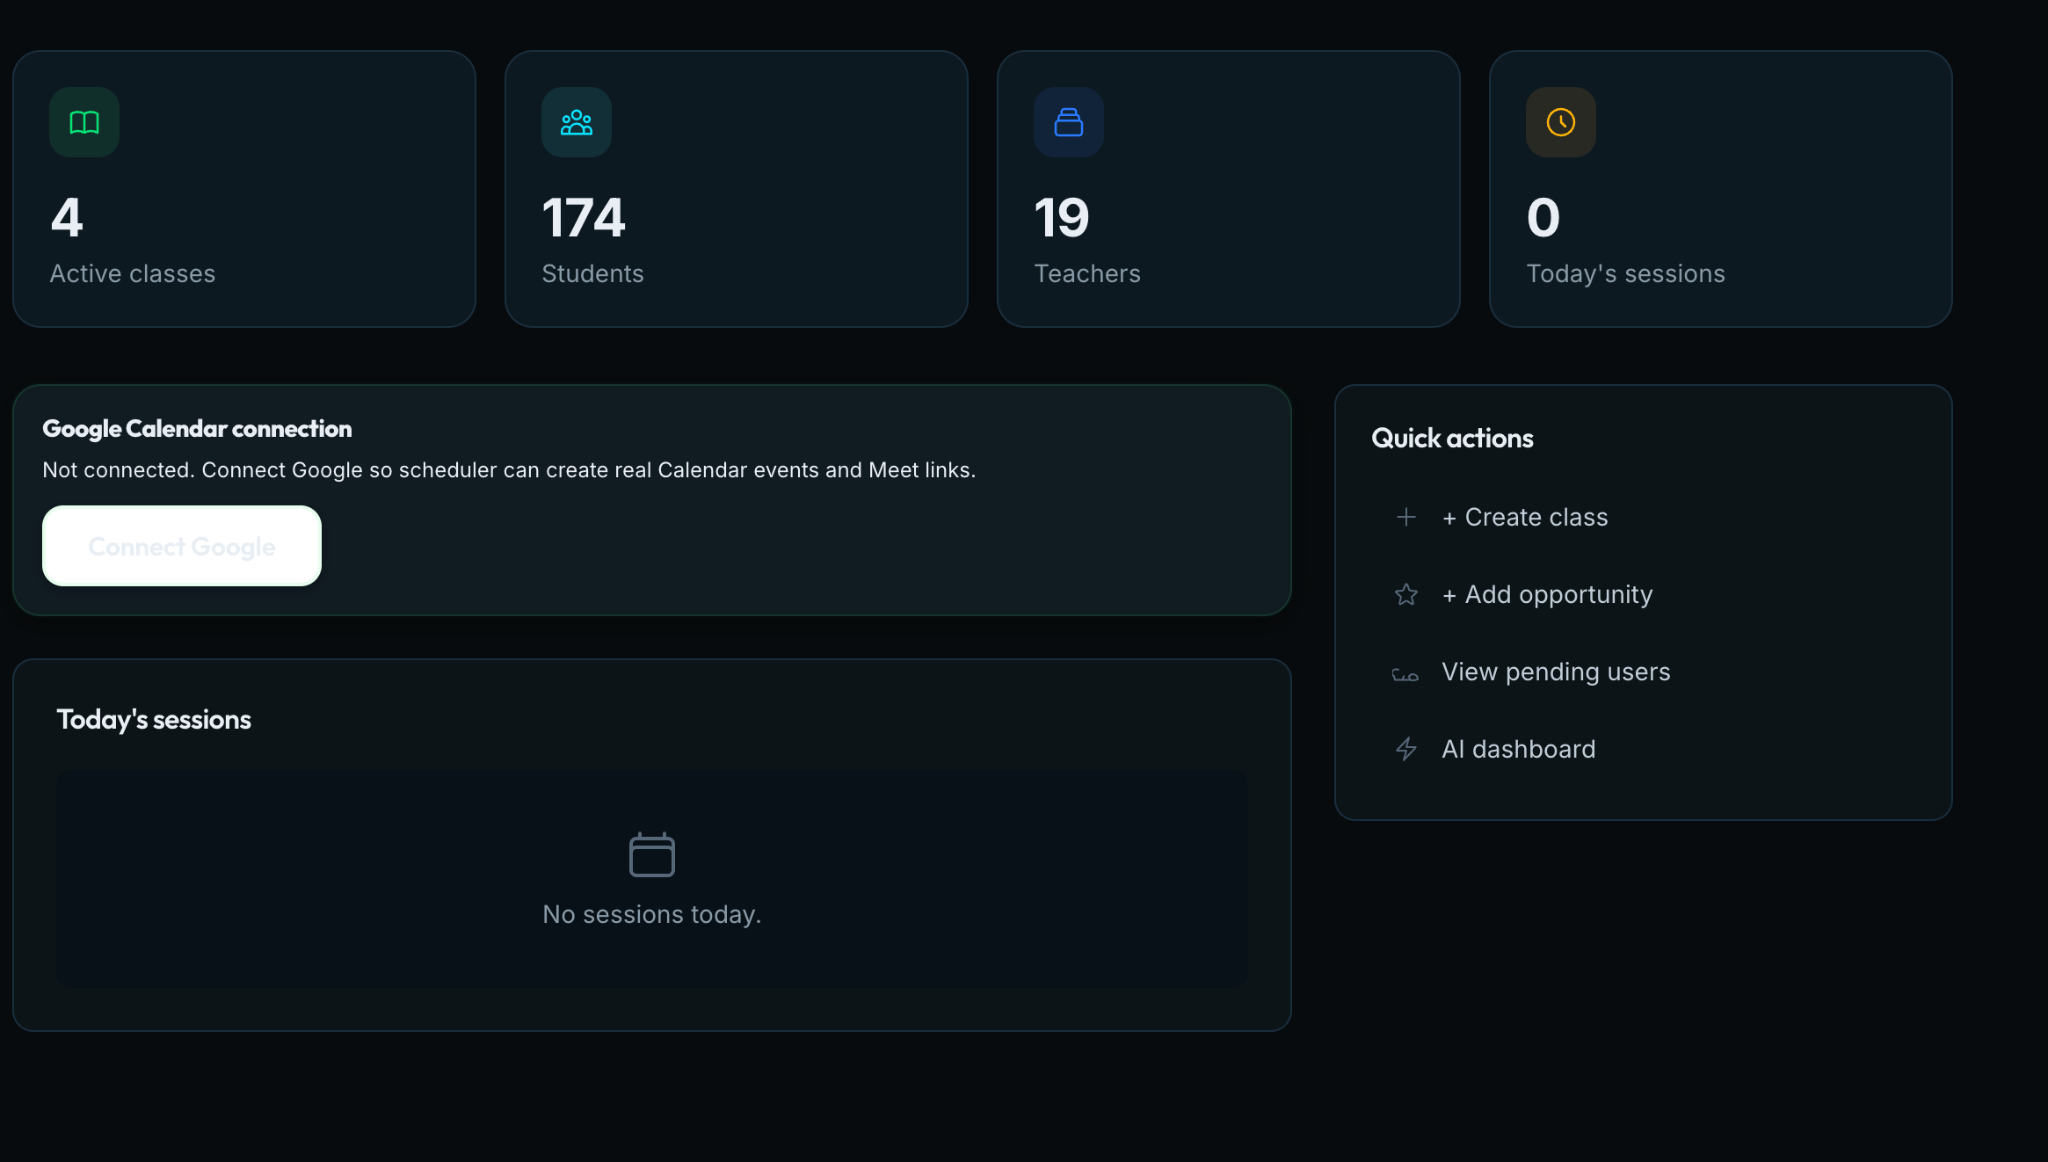 4
Active classes
174
Students
19
Teachers
0
Today's sessions
Google Calendar connection
Not connected. Connect Google so scheduler can create real Calendar events and Meet links.
Connect Google
Today's sessions
No sessions today.
Quick actions
+ Create class
+ Add opportunity
View pending users
AI dashboard